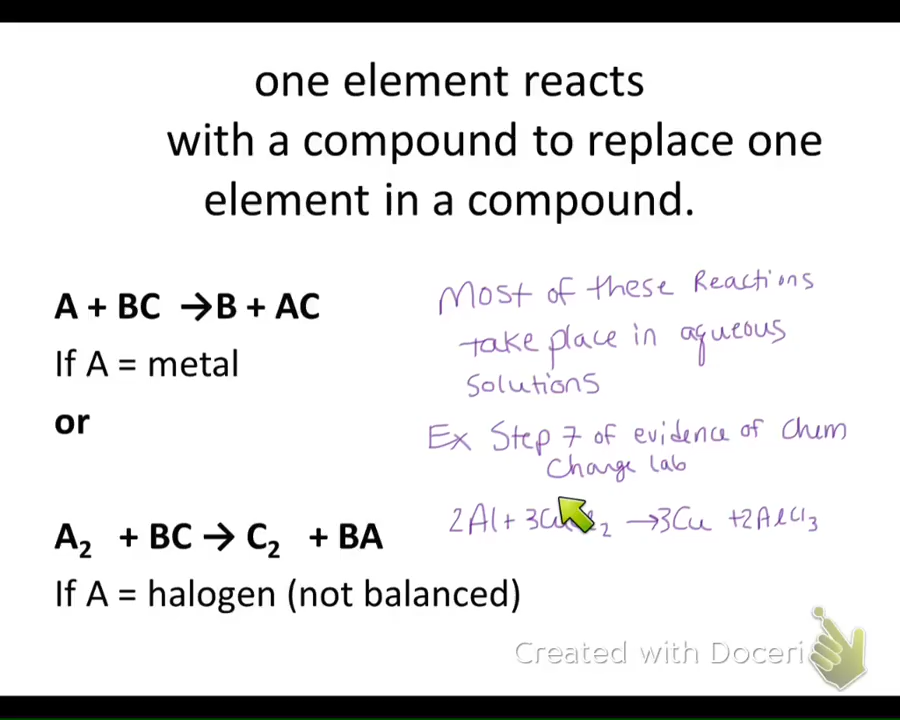 one element reacts
with a compound to replace one
element in a compound.
A + BC →B + AC
If A = metal
or
A₂ + BC → C₂ + BA
If A = halogen (not balanced)
Most of these Reactions
take place in aqueous
Solutions
Ex Step 7 of evidence of Chem
Change lab
2Al + 3C 2 →3Cu +2AlCl₃
Created with Doceri